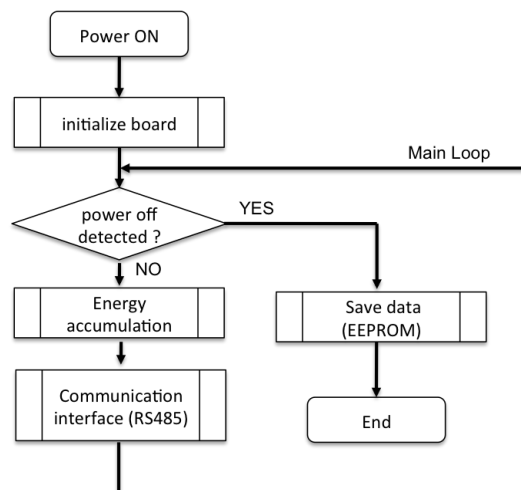 Power ON
initialize board
Main Loop
power off
detected ?
YES
NO
Energy
accumulation
Save data
(EEPROM)
Communication
interface (RS485)
End